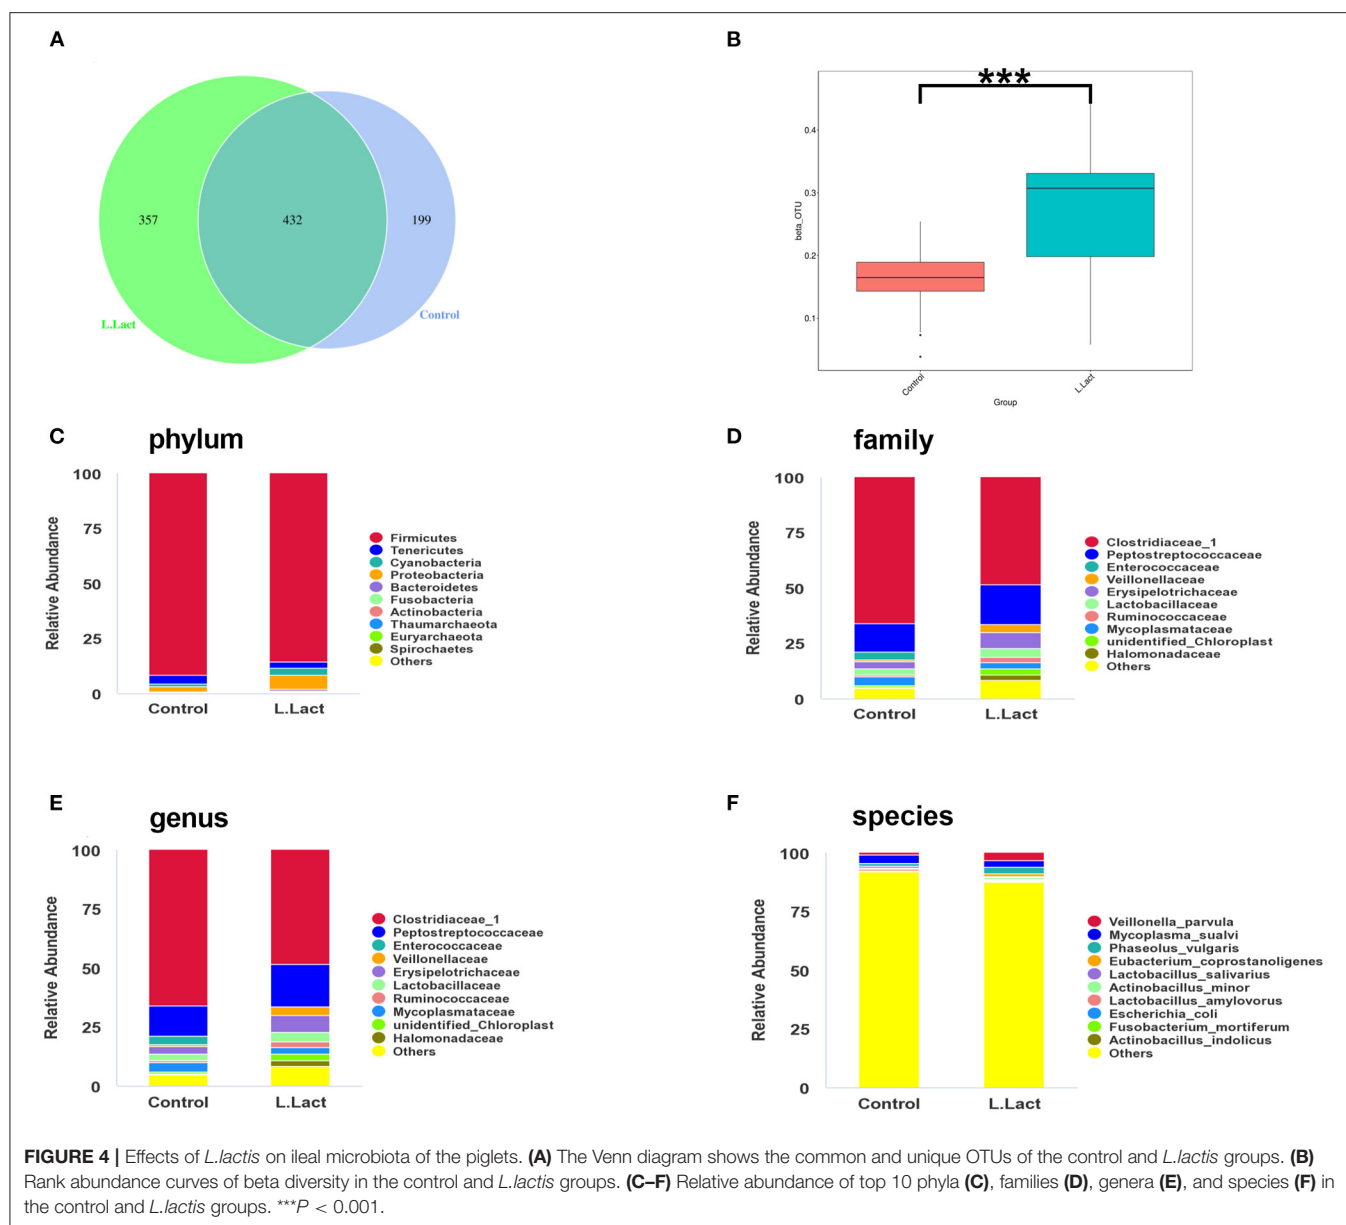 A
357
432
199
L.Lact
Control
B
***
beta_OTU
0.4
0.3
0.2
0.1
Control
L.Lact
Group
C
phylum
Relative Abundance
100
75
50
25
0
Control
L.Lact
Firmicutes
Tenericutes
Cyanobacteria
Proteobacteria
Bacteroidetes
Fusobacteria
Actinobacteria
Thaumarchaeota
Euryarchaeota
Spirochaetes
Others
D
family
Relative Abundance
100
75
50
25
0
Control
L.Lact
Clostridiaceae_1
Peptostreptococcaceae
Enterococcaceae
Veillonellaceae
Erysipelotrichaceae
Lactobacillaceae
Ruminococcaceae
Mycoplasmataceae
unidentified_Chloroplast
Halomonadaceae
Others
E
genus
Relative Abundance
100
75
50
25
0
Control
L.Lact
Clostridiaceae_1
Peptostreptococcaceae
Enterococcaceae
Veillonellaceae
Erysipelotrichaceae
Lactobacillaceae
Ruminococcaceae
Mycoplasmataceae
unidentified_Chloroplast
Halomonadaceae
Others
F
species
Relative Abundance
100
75
50
25
0
Control
L.Lact
Veillonella_parvula
Mycoplasma_sualvi
Phaseolus_vulgaris
Eubacterium_coprostanoligenes
Lactobacillus_salivarius
Actinobacillus_minor
Lactobacillus_amylovorus
Escherichia_coli
Fusobacterium_mortiferum
Actinobacillus_indolicus
Others
FIGURE 4 | Effects of L.lactis on ileal microbiota of the piglets. (A) The Venn diagram shows the common and unique OTUs of the control and L.lactis groups. (B)
Rank abundance curves of beta diversity in the control and L.lactis groups. (C–F) Relative abundance of top 10 phyla (C), families (D), genera (E), and species (F) in
the control and L.lactis groups. ***P < 0.001.